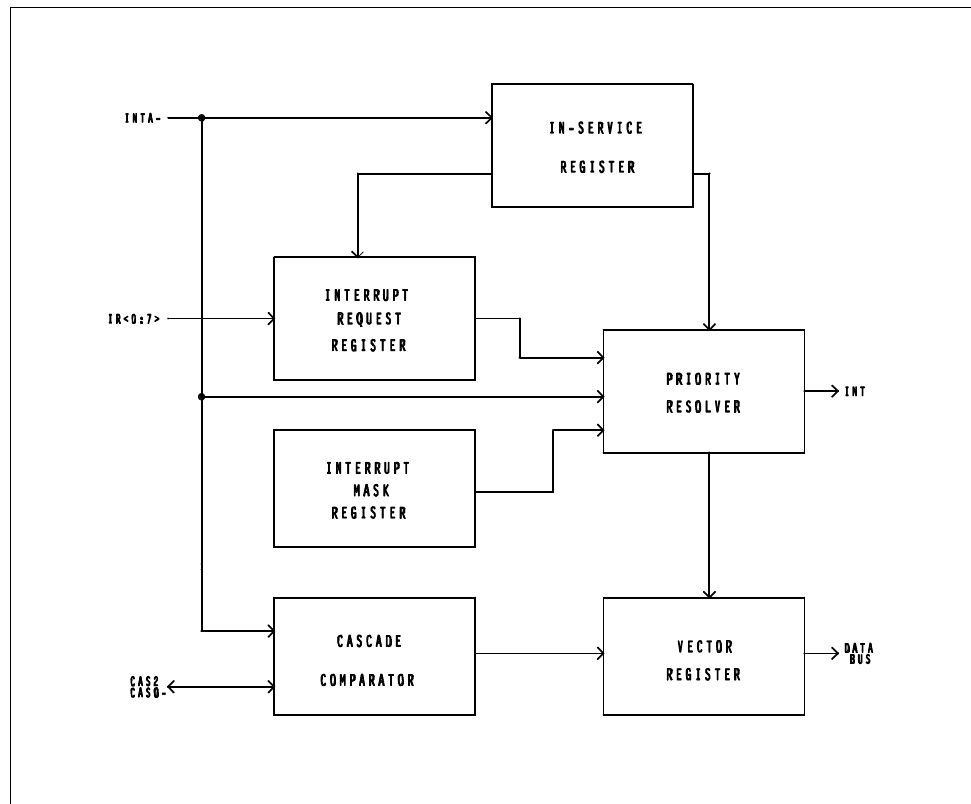 INTA-
IN-SERVICE
REGISTER
IR<0:7>
INTERRUPT
REQUEST
REGISTER
PRIORITY
RESOLVER
INT
INTERRUPT
MASK
REGISTER
CASCADE
COMPARATOR
CAS2
CAS0-
VECTOR
REGISTER
DATA
BUS